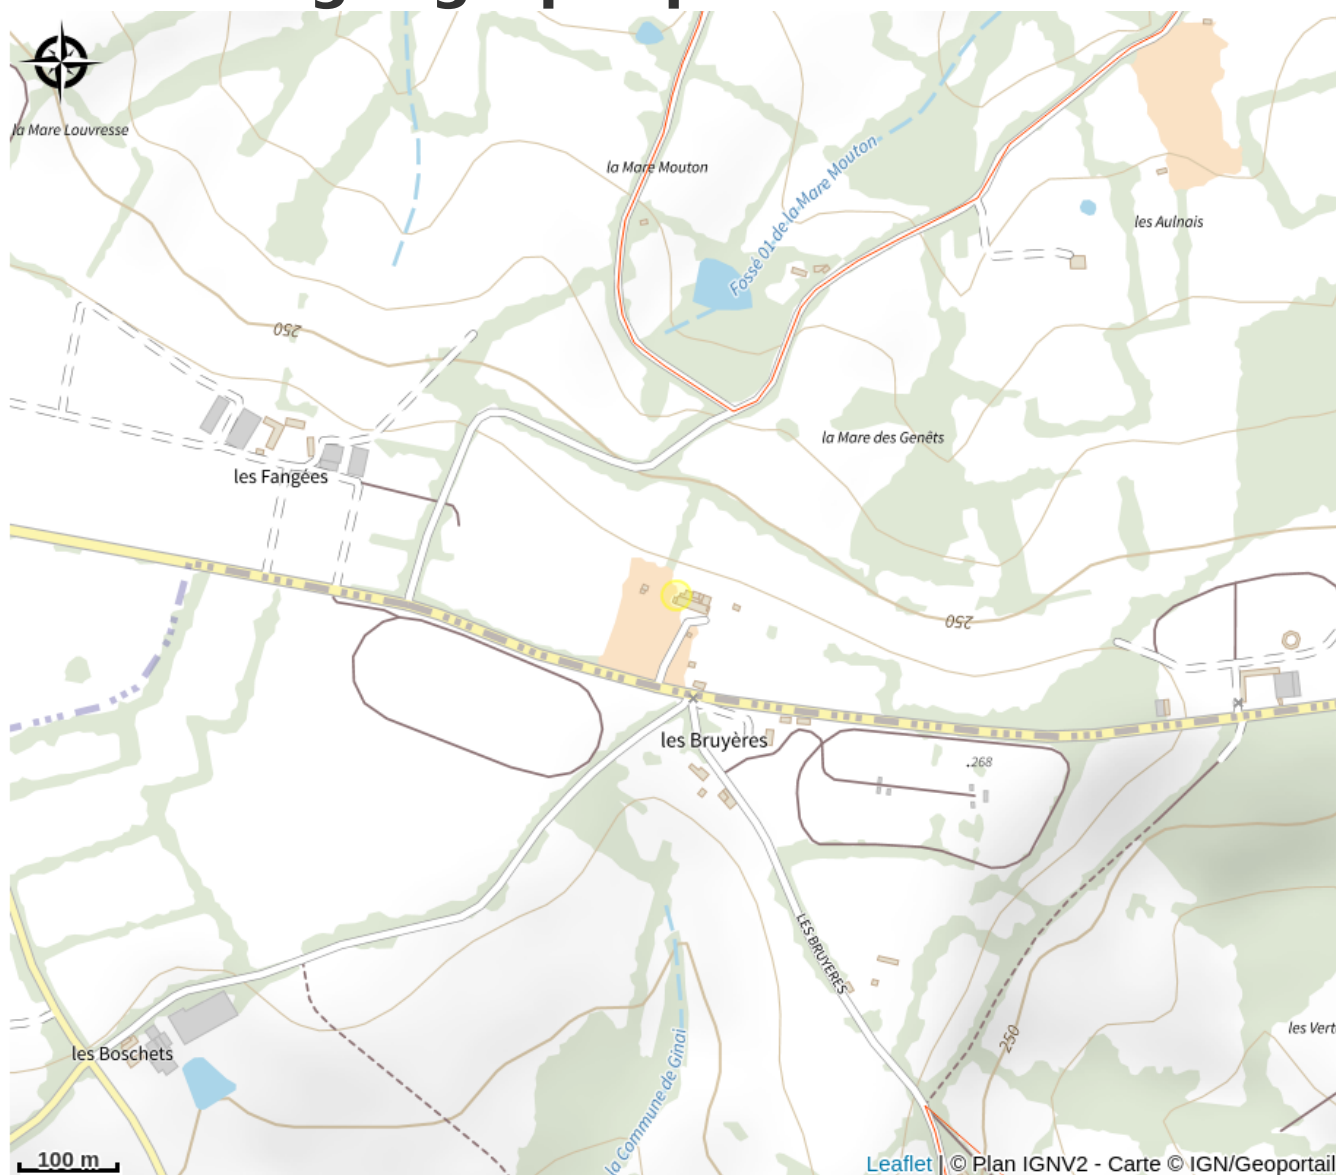 la Mare Louvresse
la Mare Mouton
Fossé 01 de la Mare Mouton
les Aulnais
250
la Mare des Genêts
les Fangées
250
les Bruyères
.268
LES BRUYERES
250
les Vert
les Boschets
la Commune de Ginai
100 m
Leaflet | © Plan IGNV2 - Carte © IGN/Geoportail